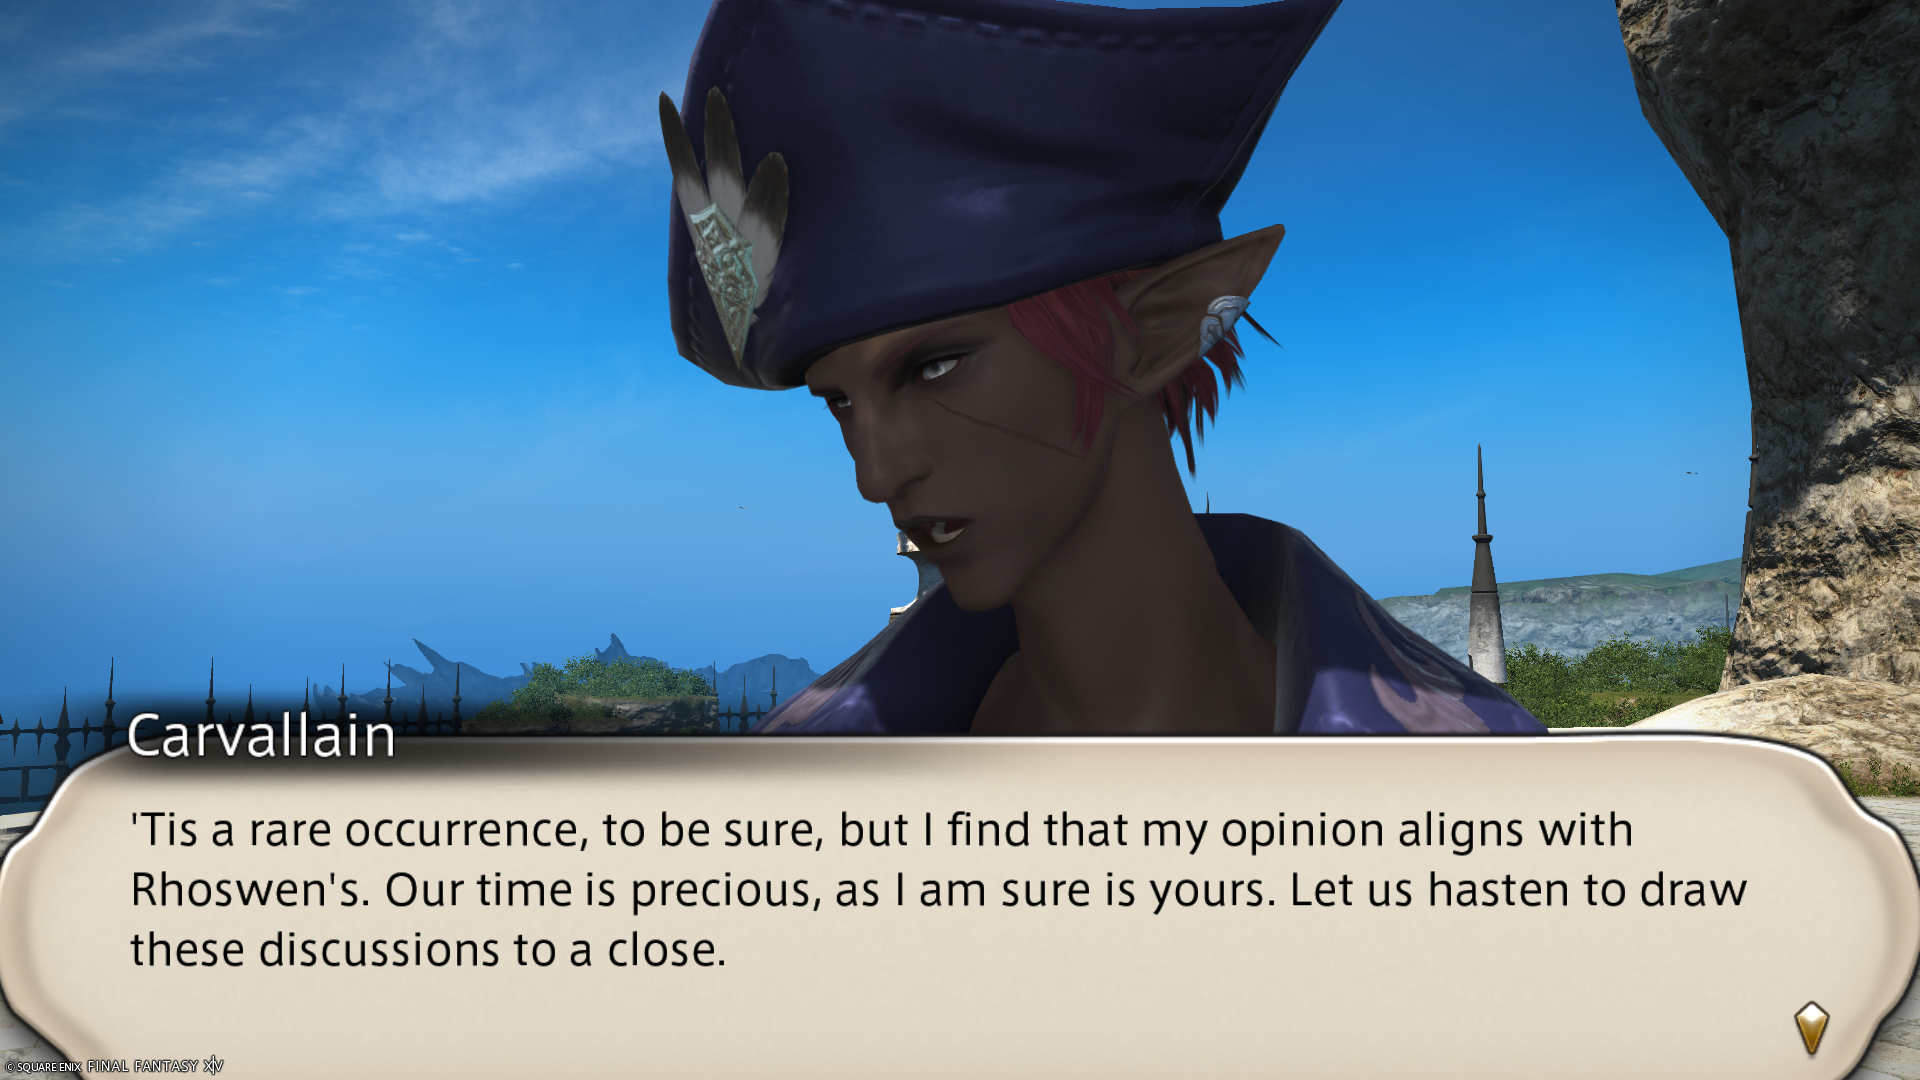 Carvallain
'Tis a rare occurrence, to be sure, but I find that my opinion aligns with
Rhoswen's. Our time is precious, as I am sure is yours. Let us hasten to draw
these discussions to a close.
© SQUARE ENIX FINAL FANTASY XIV